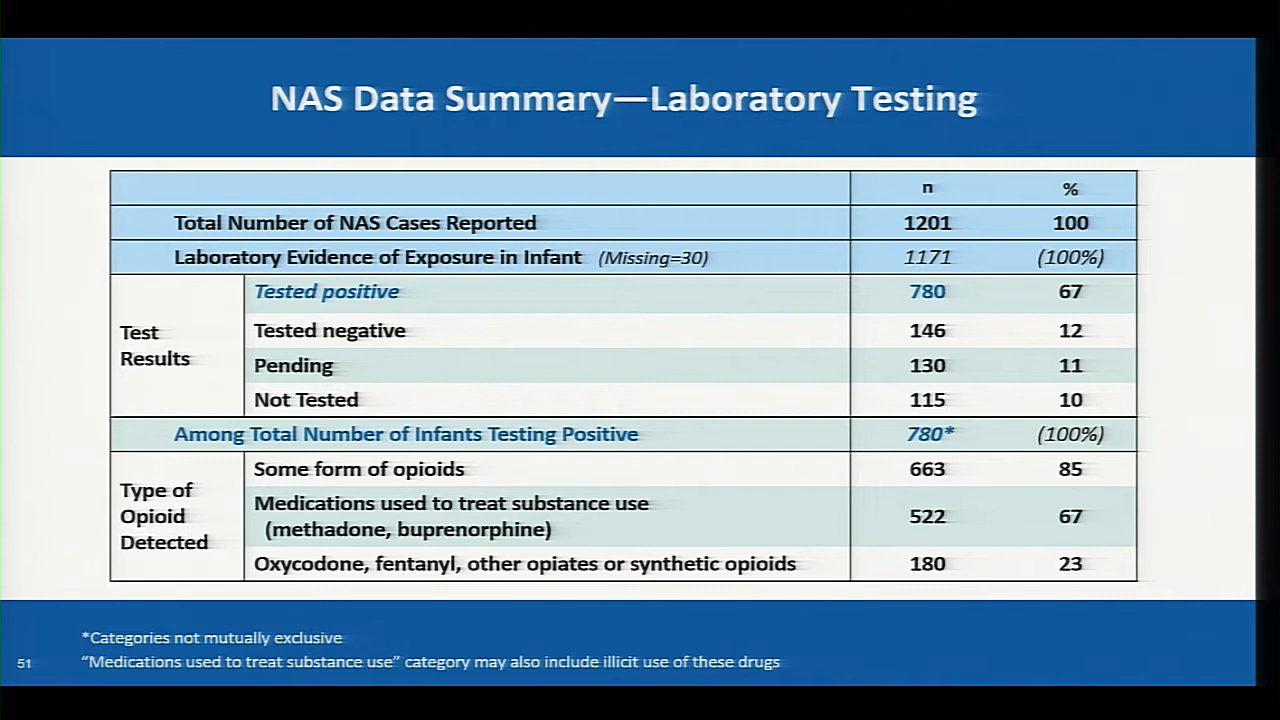 NAS Data Summary—Laboratory Testing
n %
Total Number of NAS Cases Reported 1201 100
Laboratory Evidence of Exposure in Infant (Missing=30) 1171 (100%)
Test Results
Tested positive 780 67
Tested negative 146 12
Pending 130 11
Not Tested 115 10
Among Total Number of Infants Testing Positive 780* (100%)
Type of
Opioid
Detected
Some form of opioids 663 85
Medications used to treat substance use
(methadone, buprenorphine) 522 67
Oxycodone, fentanyl, other opiates or synthetic opioids 180 23
*Categories not mutually exclusive
51 “Medications used to treat substance use” category may also include illicit use of these drugs